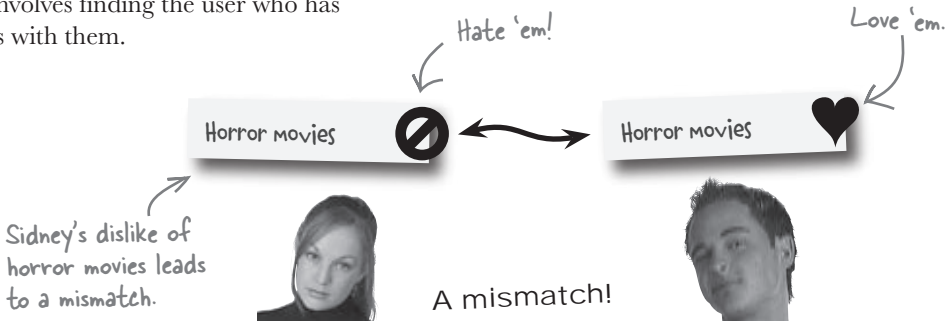 involves finding the user who has
s with them.
Hate 'em!
Love 'em.
Horror movies
Horror movies
Sidney's dislike of
horror movies leads
to a mismatch.
A mismatch!